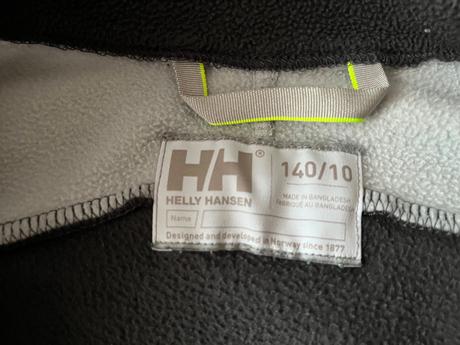 HH®
HELLY HANSEN
140/10
MADE IN BANGLADESH
FABRIQUÉ AU BANGLADESH
Name
Designed and developed in Norway since 1877